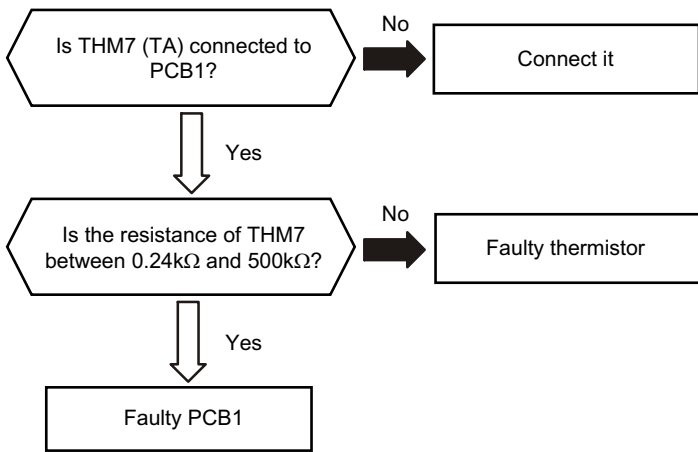 Is THM7 (TA) connected to
PCB1?
No
Connect it
Yes
Is the resistance of THM7
between 0.24kΩ and 500kΩ?
No
Faulty thermistor
Yes
Faulty PCB1